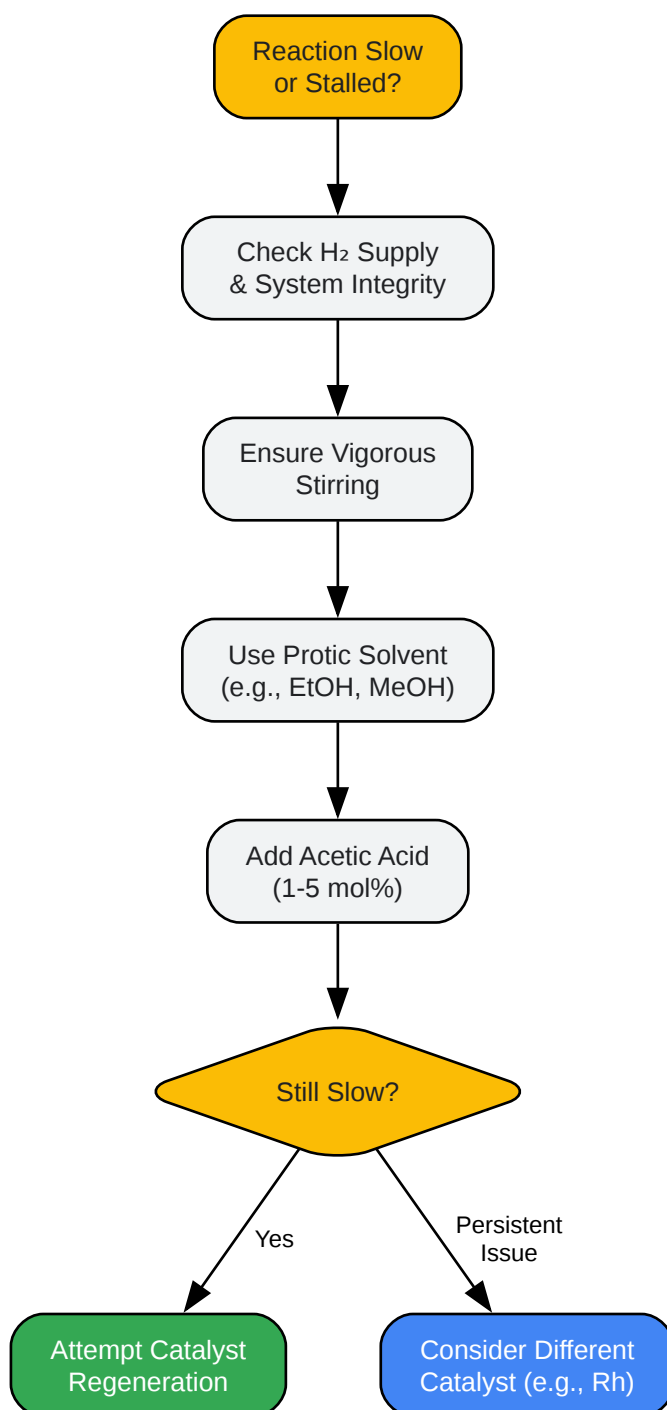 Reaction Slow
or Stalled?
Check H₂ Supply
& System Integrity
Ensure Vigorous
Stirring
Use Protic Solvent
(e.g., EtOH, MeOH)
Add Acetic Acid
(1-5 mol%)
Still Slow?
Yes
Persistent
Issue
Attempt Catalyst
Regeneration
Consider Different
Catalyst (e.g., Rh)